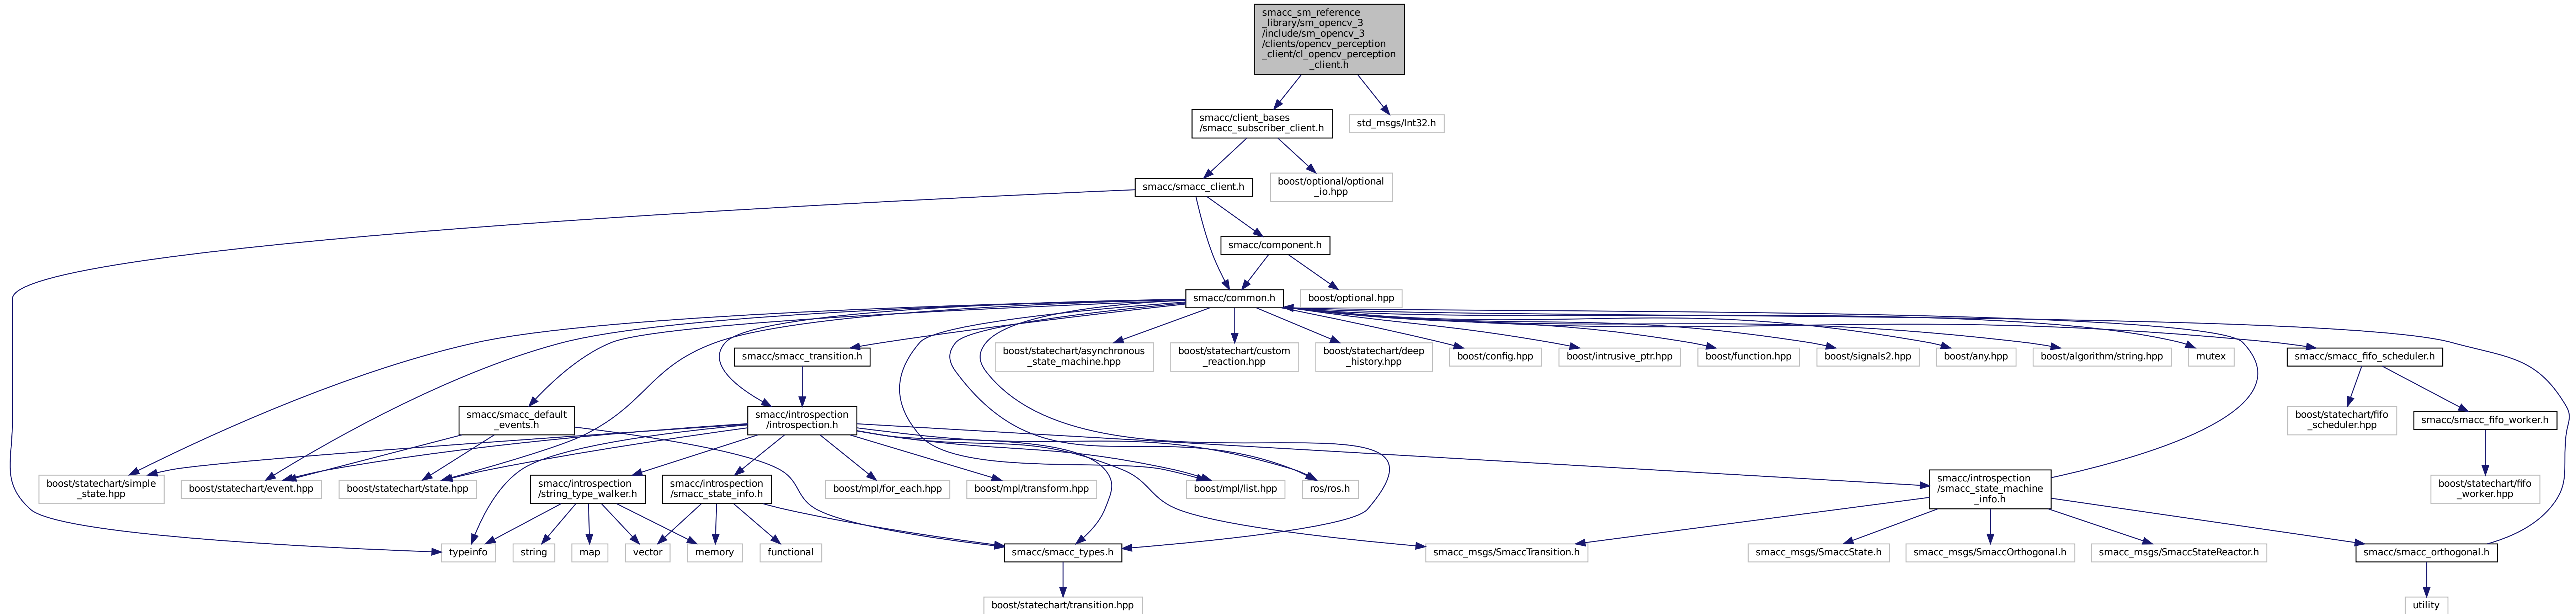 smacc_sm_reference
_library/sm_opencv_3
/include/sm_opencv_3
/clients/opencv_perception
_client/cl_opencv_perception
_client.h
smacc/client_bases
/smacc_subscriber_client.h
std_msgs/Int32.h
smacc/smacc_client.h
boost/optional/optional
_io.hpp
smacc/component.h
smacc/common.h
boost/optional.hpp
smacc/smacc_transition.h
boost/statechart/asynchronous
_state_machine.hpp
boost/statechart/custom
_reaction.hpp
boost/statechart/deep
_history.hpp
boost/config.hpp
boost/intrusive_ptr.hpp
boost/function.hpp
boost/signals2.hpp
boost/any.hpp
boost/algorithm/string.hpp
mutex
smacc/smacc_fifo_scheduler.h
smacc/smacc_default
_events.h
smacc/introspection
/introspection.h
boost/statechart/fifo
_scheduler.hpp
smacc/smacc_fifo_worker.h
boost/statechart/simple
_state.hpp
boost/statechart/event.hpp
boost/statechart/state.hpp
smacc/introspection
/string_type_walker.h
smacc/introspection
/smacc_state_info.h
boost/mpl/for_each.hpp
boost/mpl/transform.hpp
boost/mpl/list.hpp
ros/ros.h
smacc/introspection
/smacc_state_machine
_info.h
boost/statechart/fifo
_worker.hpp
typeinfo
string
map
vector
memory
functional
smacc/smacc_types.h
smacc_msgs/SmaccTransition.h
smacc_msgs/SmaccState.h
smacc_msgs/SmaccOrthogonal.h
smacc_msgs/SmaccStateReactor.h
smacc/smacc_orthogonal.h
boost/statechart/transition.hpp
utility